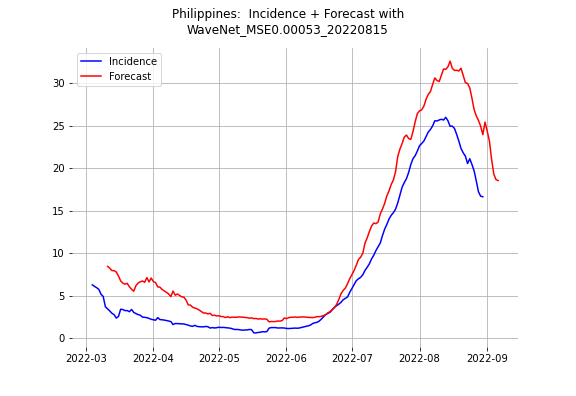 Philippines:  Incidence + Forecast with
WaveNet_MSE0.00053_20220815
Incidence
Forecast
30
25
20
15
10
5
0
2022-03 2022-04 2022-05 2022-06 2022-07 2022-08 2022-09